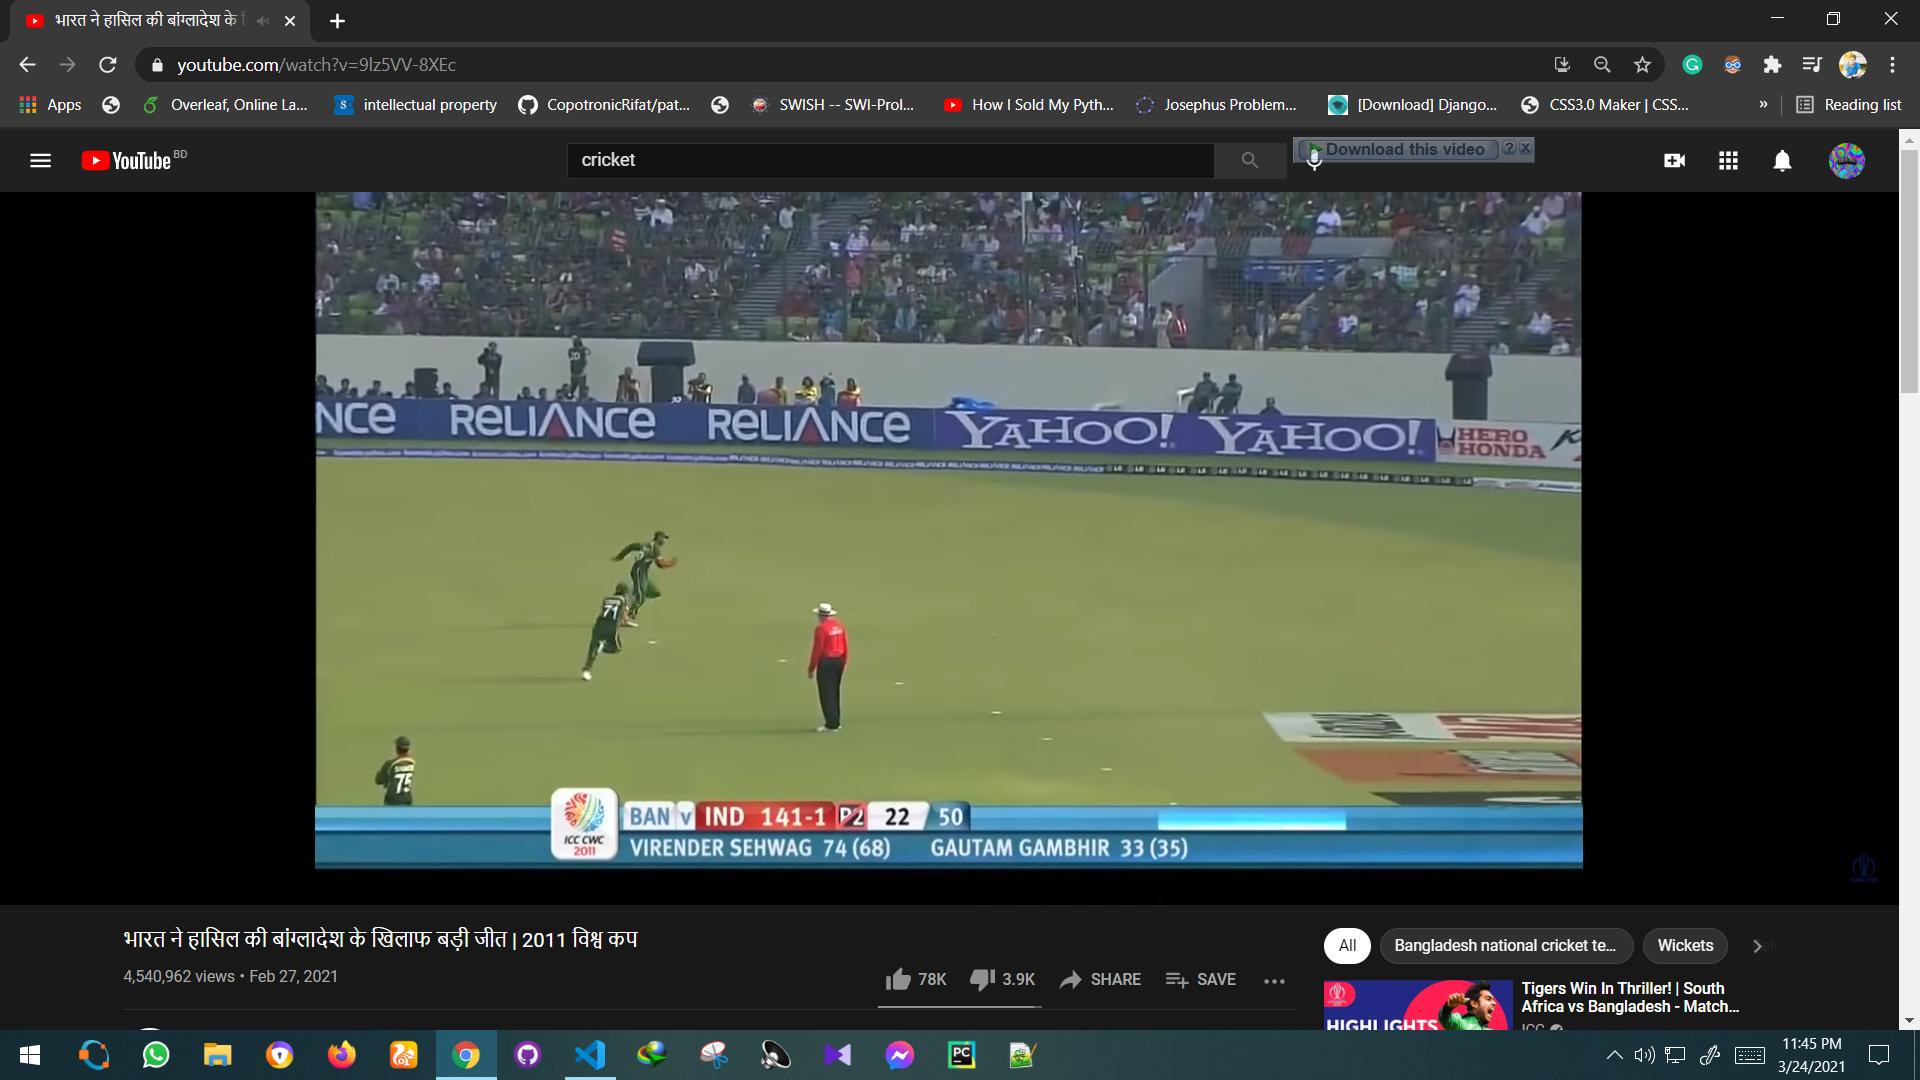 भारत ने हासिल की बांग्लादेश के
youtube.com/watch?v=9lz5VV-8XEc
Apps
Overleaf, Online La...
intellectual property
CopotronicRifat/pat...
SWISH -- SWI-Prol...
How I Sold My Pyth...
Josephus Problem...
[Download] Django...
CSS3.0 Maker | CSS...
»
Reading list
YouTube BD
cricket
Download this video
RELIANCE
RELIANCE
YAHOO!
YAHOO!
HERO
HONDA
71
75
ICC CWC
2011
BAN v IND 141-1 P2 22 50
VIRENDER SEHWAG 74 (68) GAUTAM GAMBHIR 33 (35)
भारत ने हासिल की बांग्लादेश के खिलाफ बड़ी जीत | 2011 विश्व कप
4,540,962 views • Feb 27, 2021
78K
3.9K
SHARE
SAVE
All
Bangladesh national cricket te...
Wickets
HIGHLIGHTS
Tigers Win In Thriller! | South
Africa vs Bangladesh - Match...
ICC
PC
11:45 PM
3/24/2021